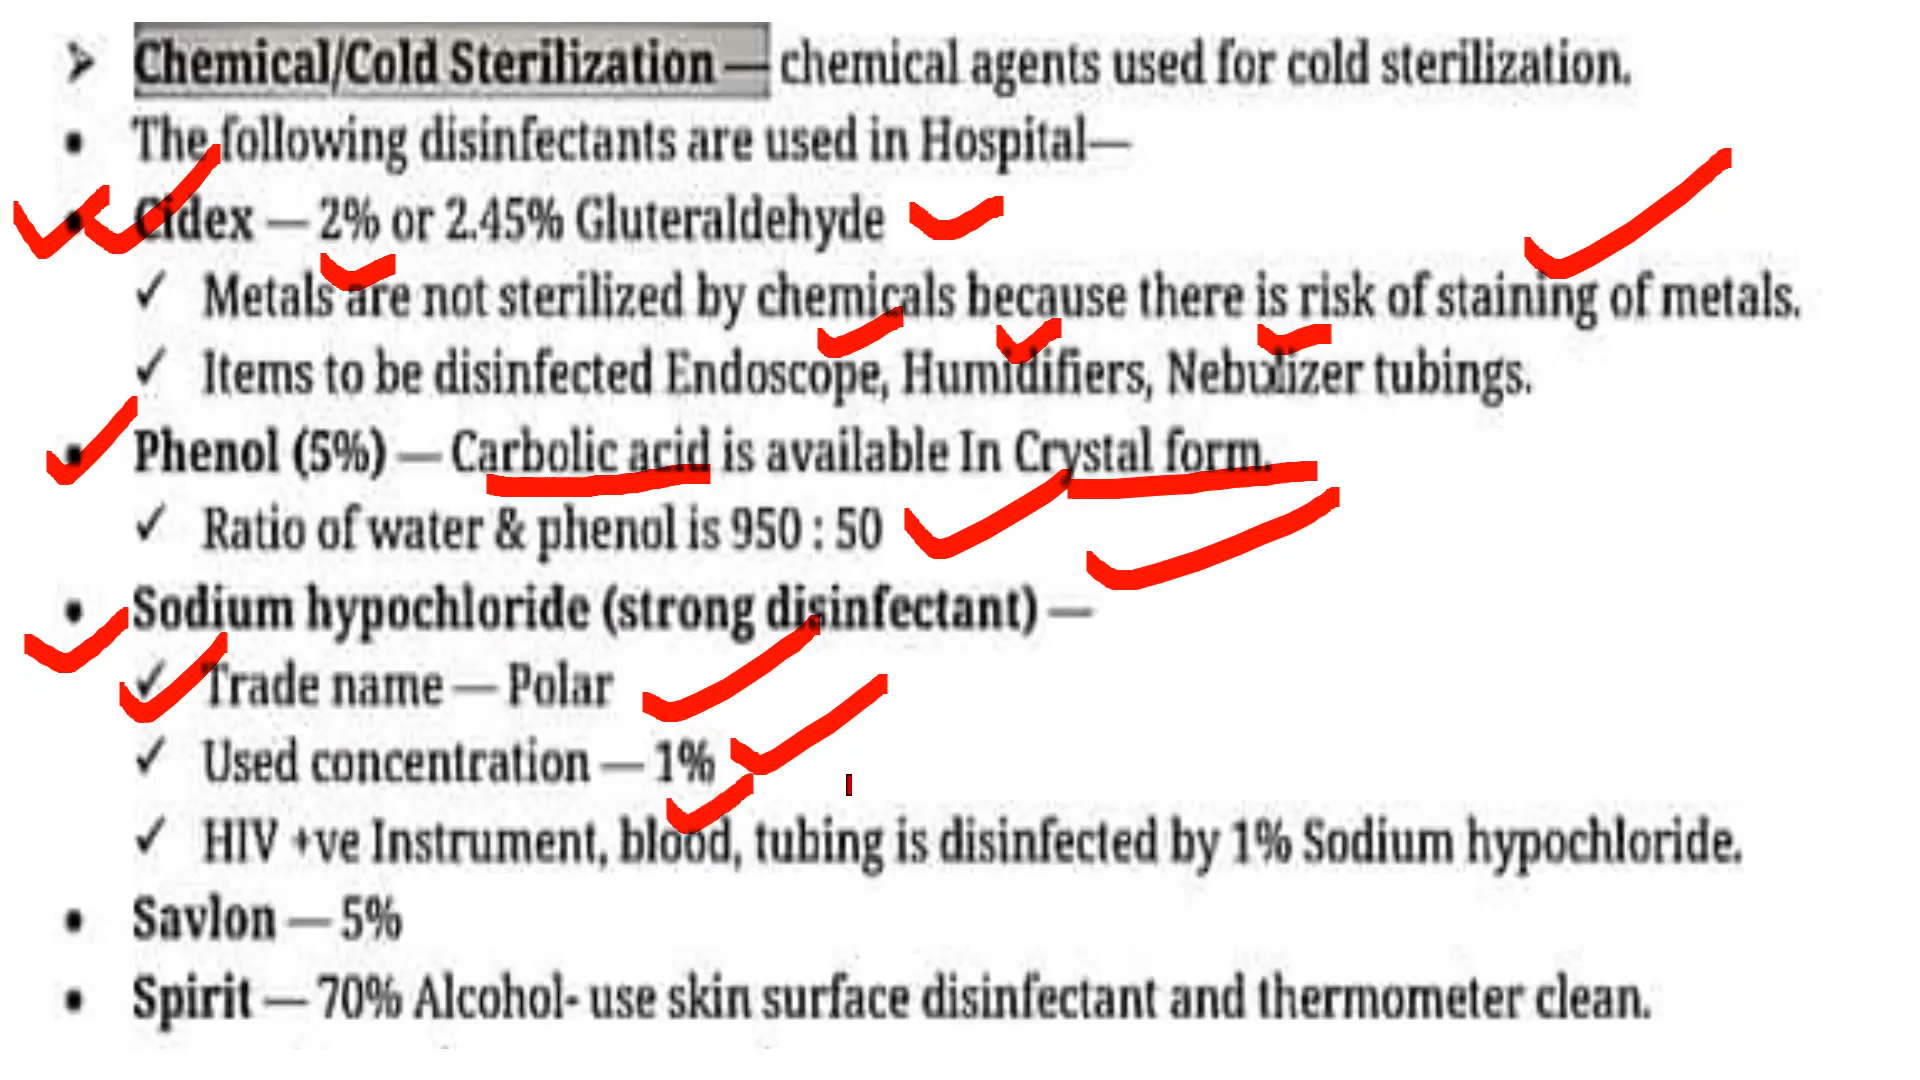 ➢ Chemical/Cold Sterilization — chemical agents used for cold sterilization.
• The following disinfectants are used in Hospital—
• Cidex — 2% or 2.45% Gluteraldehyde
✓ Metals are not sterilized by chemicals because there is risk of staining of metals.
✓ Items to be disinfected Endoscope, Humidifiers, Nebulizer tubings.
• Phenol (5%) — Carbolic acid is available In Crystal form.
✓ Ratio of water & phenol is 950 : 50
• Sodium hypochloride (strong disinfectant) —
✓ Trade name — Polar
✓ Used concentration — 1%
✓ HIV +ve Instrument, blood, tubing is disinfected by 1% Sodium hypochloride.
• Savlon — 5%
• Spirit — 70% Alcohol- use skin surface disinfectant and thermometer clean.